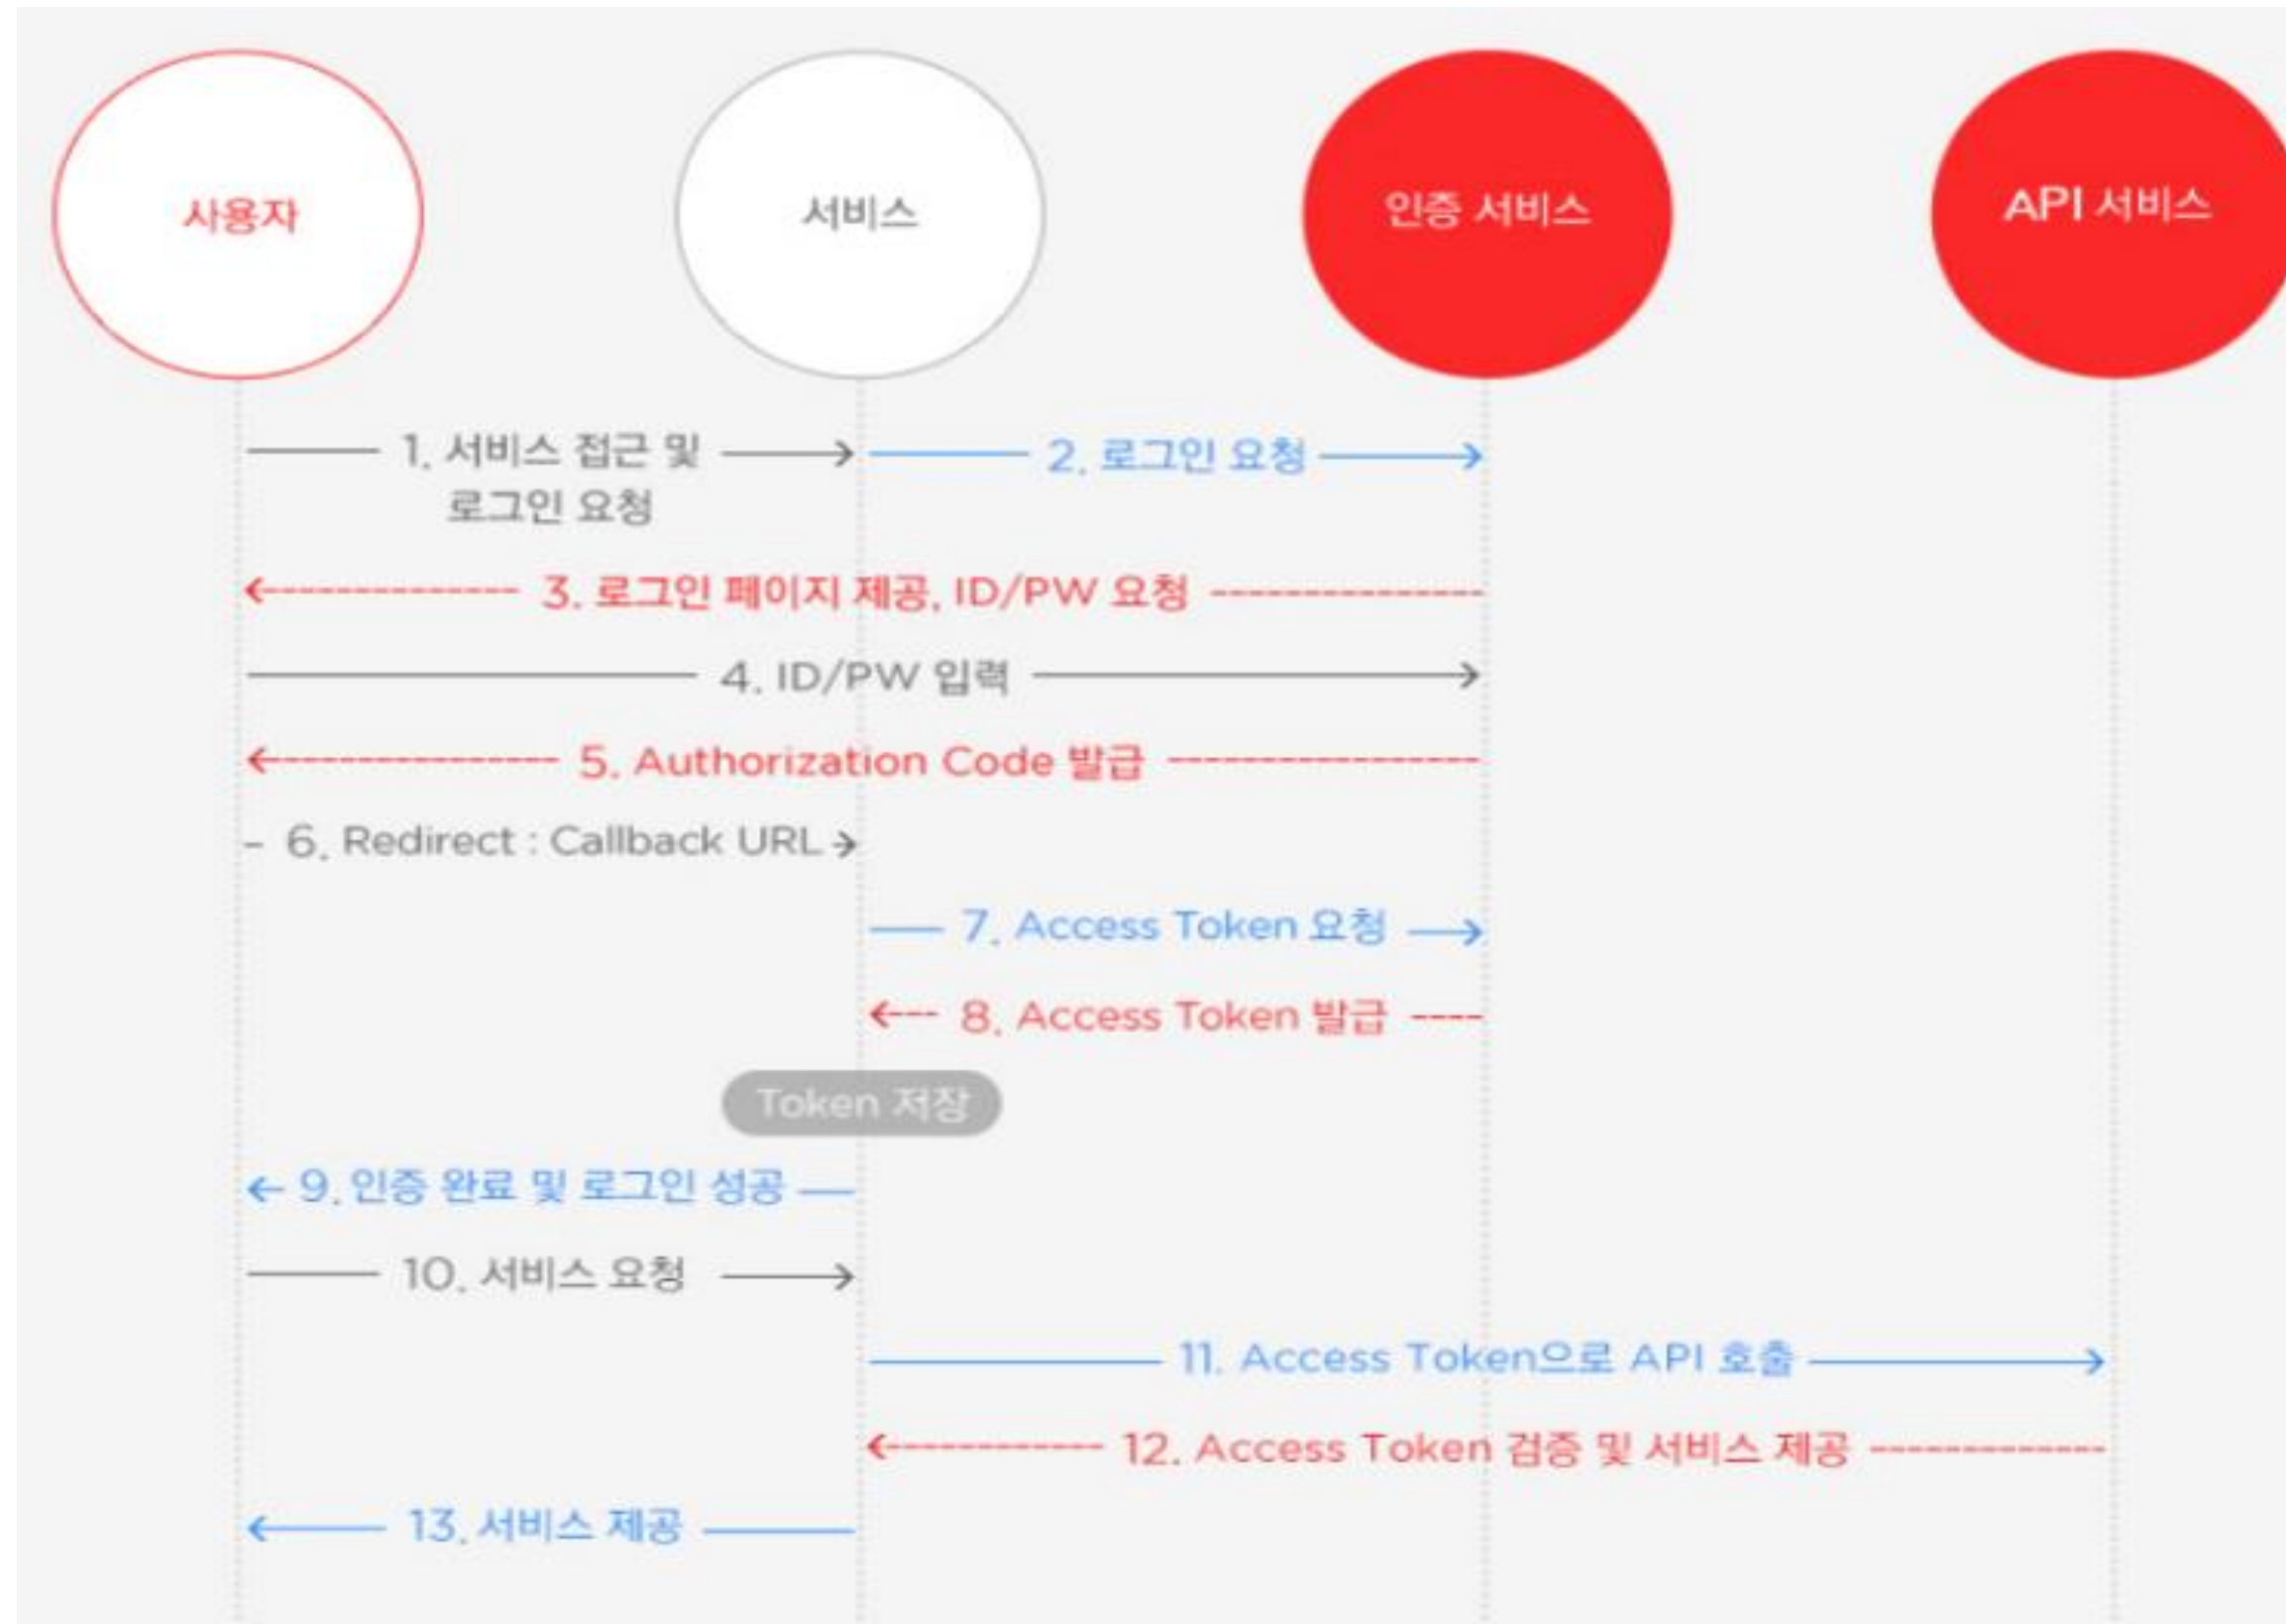 사용자
서비스
인증 서비스
API 서비스
1. 서비스 접근 및
로그인 요청
2. 로그인 요청
3. 로그인 페이지 제공, ID/PW 요청
4. ID/PW 입력
5. Authorization Code 발급
6. Redirect : Callback URL
7. Access Token 요청
8. Access Token 발급
Token 저장
9. 인증 완료 및 로그인 성공
10. 서비스 요청
11. Access Token으로 API 호출
12. Access Token 검증 및 서비스 제공
13. 서비스 제공